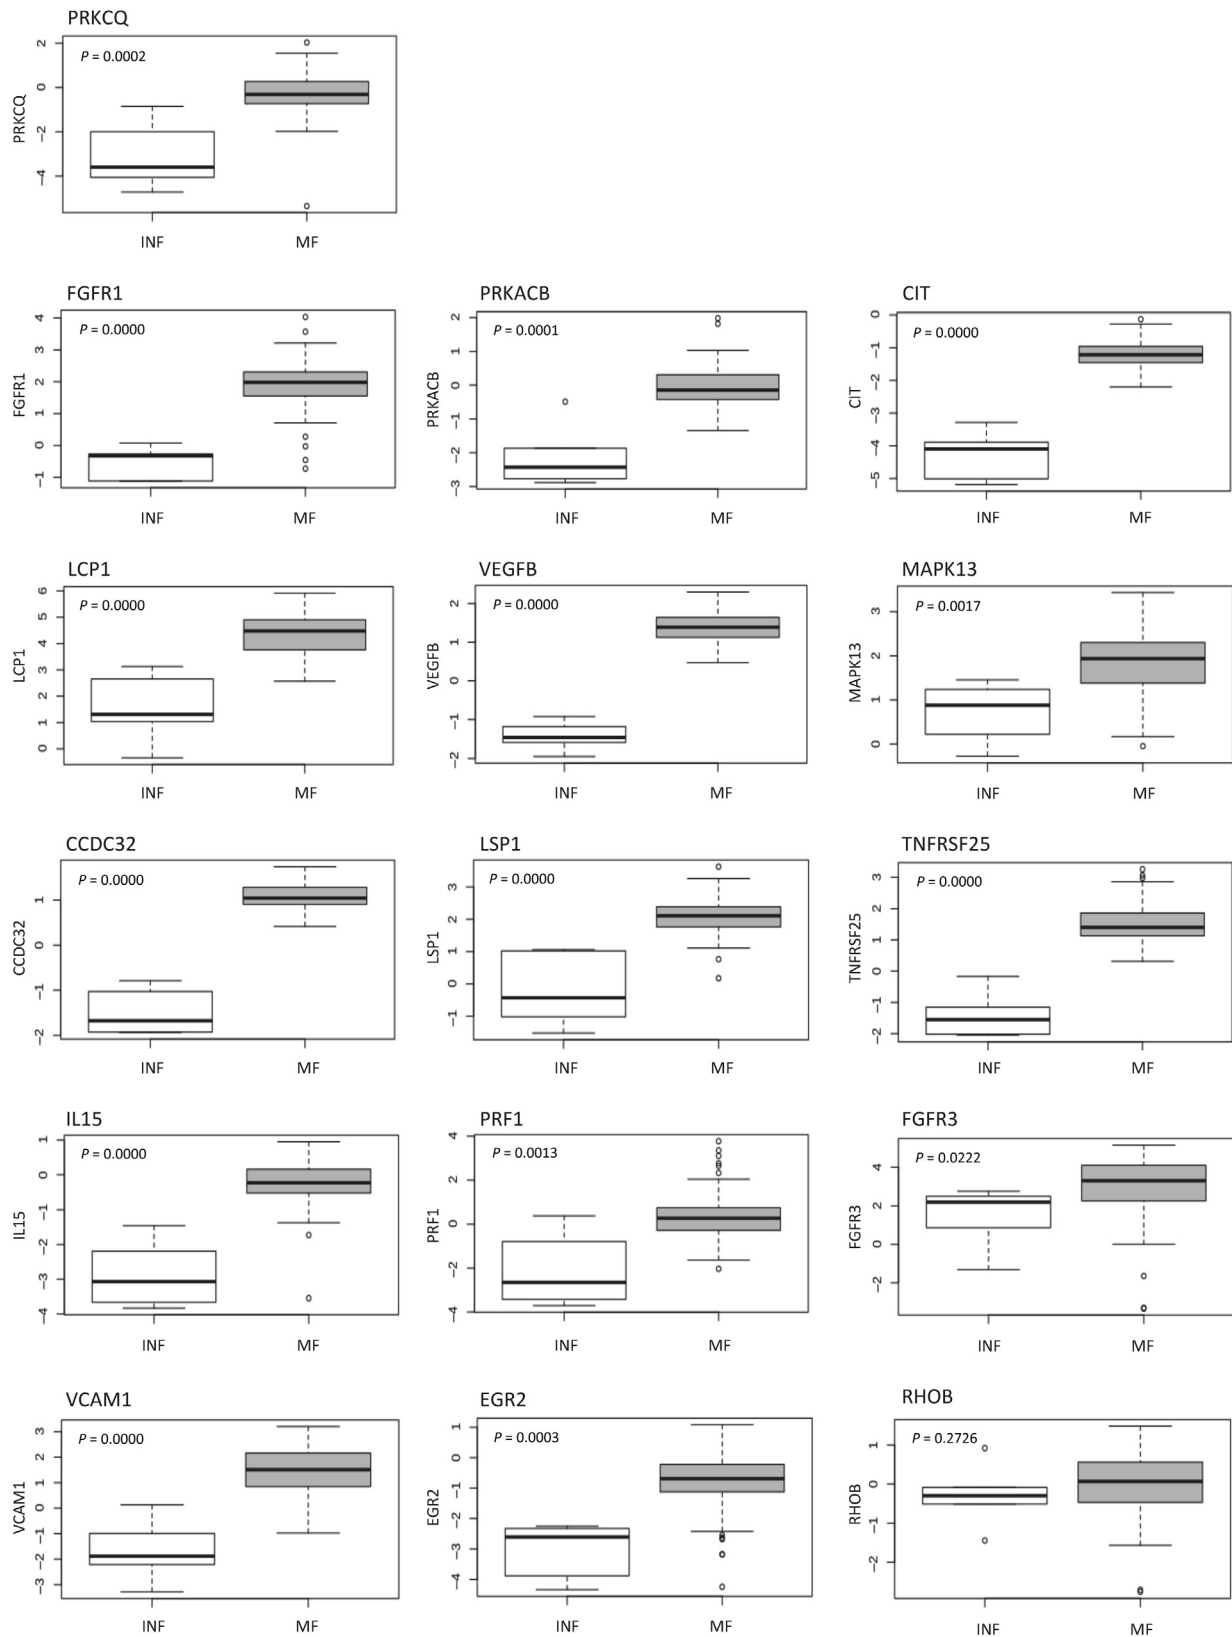 PRKCQ
P = 0.0002
2
0
−2
−4
PRKCQ
INF MF
FGFR1
P = 0.0000
4
3
2
1
0
−1
FGFR1
INF MF
PRKACB
P = 0.0001
2
1
0
−1
−2
−3
PRKACB
INF MF
CIT
P = 0.0000
0
−1
−2
−3
−4
−5
CIT
INF MF
LCP1
P = 0.0000
6
5
4
3
2
1
0
LCP1
INF MF
VEGFB
P = 0.0000
2
1
0
−1
−2
VEGFB
INF MF
MAPK13
P = 0.0017
3
2
1
0
MAPK13
INF MF
CCDC32
P = 0.0000
1
0
−1
−2
CCDC32
INF MF
LSP1
P = 0.0000
3
2
1
0
−1
LSP1
INF MF
TNFRSF25
P = 0.0000
3
2
1
0
−1
−2
TNFRSF25
INF MF
IL15
P = 0.0000
1
0
−1
−2
−3
−4
IL15
INF MF
PRF1
P = 0.0013
4
2
0
−2
−4
PRF1
INF MF
FGFR3
P = 0.0222
4
2
0
−2
FGFR3
INF MF
VCAM1
P = 0.0000
3
2
1
0
−1
−2
−3
VCAM1
INF MF
EGR2
P = 0.0003
1
0
−1
−2
−3
−4
EGR2
INF MF
RHOB
P = 0.2726
1
0
−1
−2
RHOB
INF MF